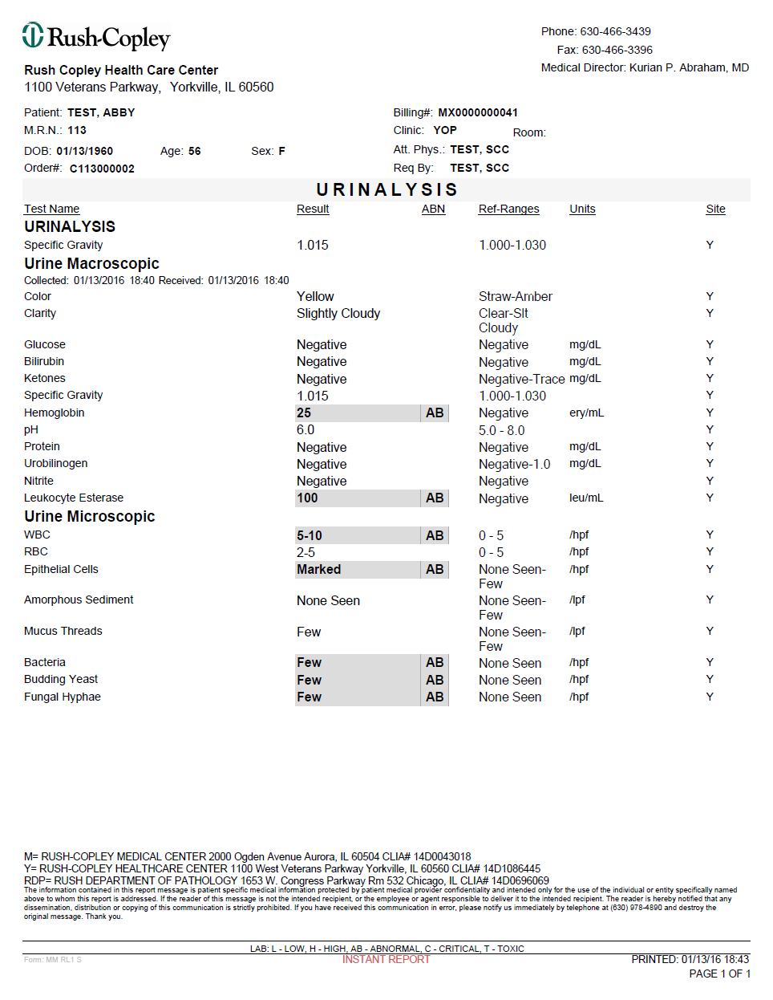 Rush-Copley
Phone: 630-466-3439
Fax: 630-466-3396
Medical Director: Kurian P. Abraham, MD
Rush Copley Health Care Center
1100 Veterans Parkway, Yorkville, IL 60560
Patient: TEST, ABBY Billing#: MX0000000041
M.R.N.: 113 Clinic: YOP Room:
DOB: 01/13/1960 Age: 56 Sex: F Att. Phys.: TEST, SCC
Order#: C113000002 Req By: TEST, SCC
URINALYSIS
Test Name Result ABN Ref-Ranges Units Site
URINALYSIS
Specific Gravity 1.015 1.000-1.030 Y
Urine Macroscopic
Collected: 01/13/2016 18:40 Received: 01/13/2016 18:40
Color Yellow Straw-Amber Y
Clarity Slightly Cloudy Clear-Slt Y
Cloudy
Glucose Negative Negative mg/dL Y
Bilirubin Negative Negative mg/dL Y
Ketones Negative Negative-Trace mg/dL Y
Specific Gravity 1.015 1.000-1.030 Y
Hemoglobin 25 AB Negative ery/mL Y
pH 6.0 5.0 - 8.0 Y
Protein Negative Negative mg/dL Y
Urobilinogen Negative Negative-1.0 mg/dL Y
Nitrite Negative Negative Y
Leukocyte Esterase 100 AB Negative leu/mL Y
Urine Microscopic
WBC 5-10 AB 0 - 5 /hpf Y
RBC 2-5 0 - 5 /hpf Y
Epithelial Cells Marked AB None Seen- /hpf Y
Few
Amorphous Sediment None Seen None Seen- /lpf Y
Few
Mucus Threads Few None Seen- /lpf Y
Few
Bacteria Few AB None Seen /hpf Y
Budding Yeast Few AB None Seen /hpf Y
Fungal Hyphae Few AB None Seen /hpf Y
M= RUSH-COPLEY MEDICAL CENTER 2000 Ogden Avenue Aurora, IL 60504 CLIA# 14D0043018
Y= RUSH-COPLEY HEALTHCARE CENTER 1100 West Veterans Parkway Yorkville, IL 60560 CLIA# 14D1086445
RDP= RUSH DEPARTMENT OF PATHOLOGY 1653 W. Congress Parkway Rm 532 Chicago, IL CLIA# 14D0696069
The information contained in this report message is patient specific medical information protected by patient medical provider confidentiality and intended only for the use of the individual or entity specifically named
above to whom this report is addressed. If the reader of this message is not the intended recipient, or the employee or agent responsible to deliver it to the intended recipient. The reader is hereby notified that any
dissemination, distribution or copying of this communication is strictly prohibited. If you have received this communication in error, please notify us immediately by telephone at (630) 978-4890 and destroy the
original message. Thank you.
LAB: L - LOW, H - HIGH, AB - ABNORMAL, C - CRITICAL, T - TOXIC
Form: MM RL1 S INSTANT REPORT PRINTED: 01/13/16 18:43
PAGE 1 OF 1